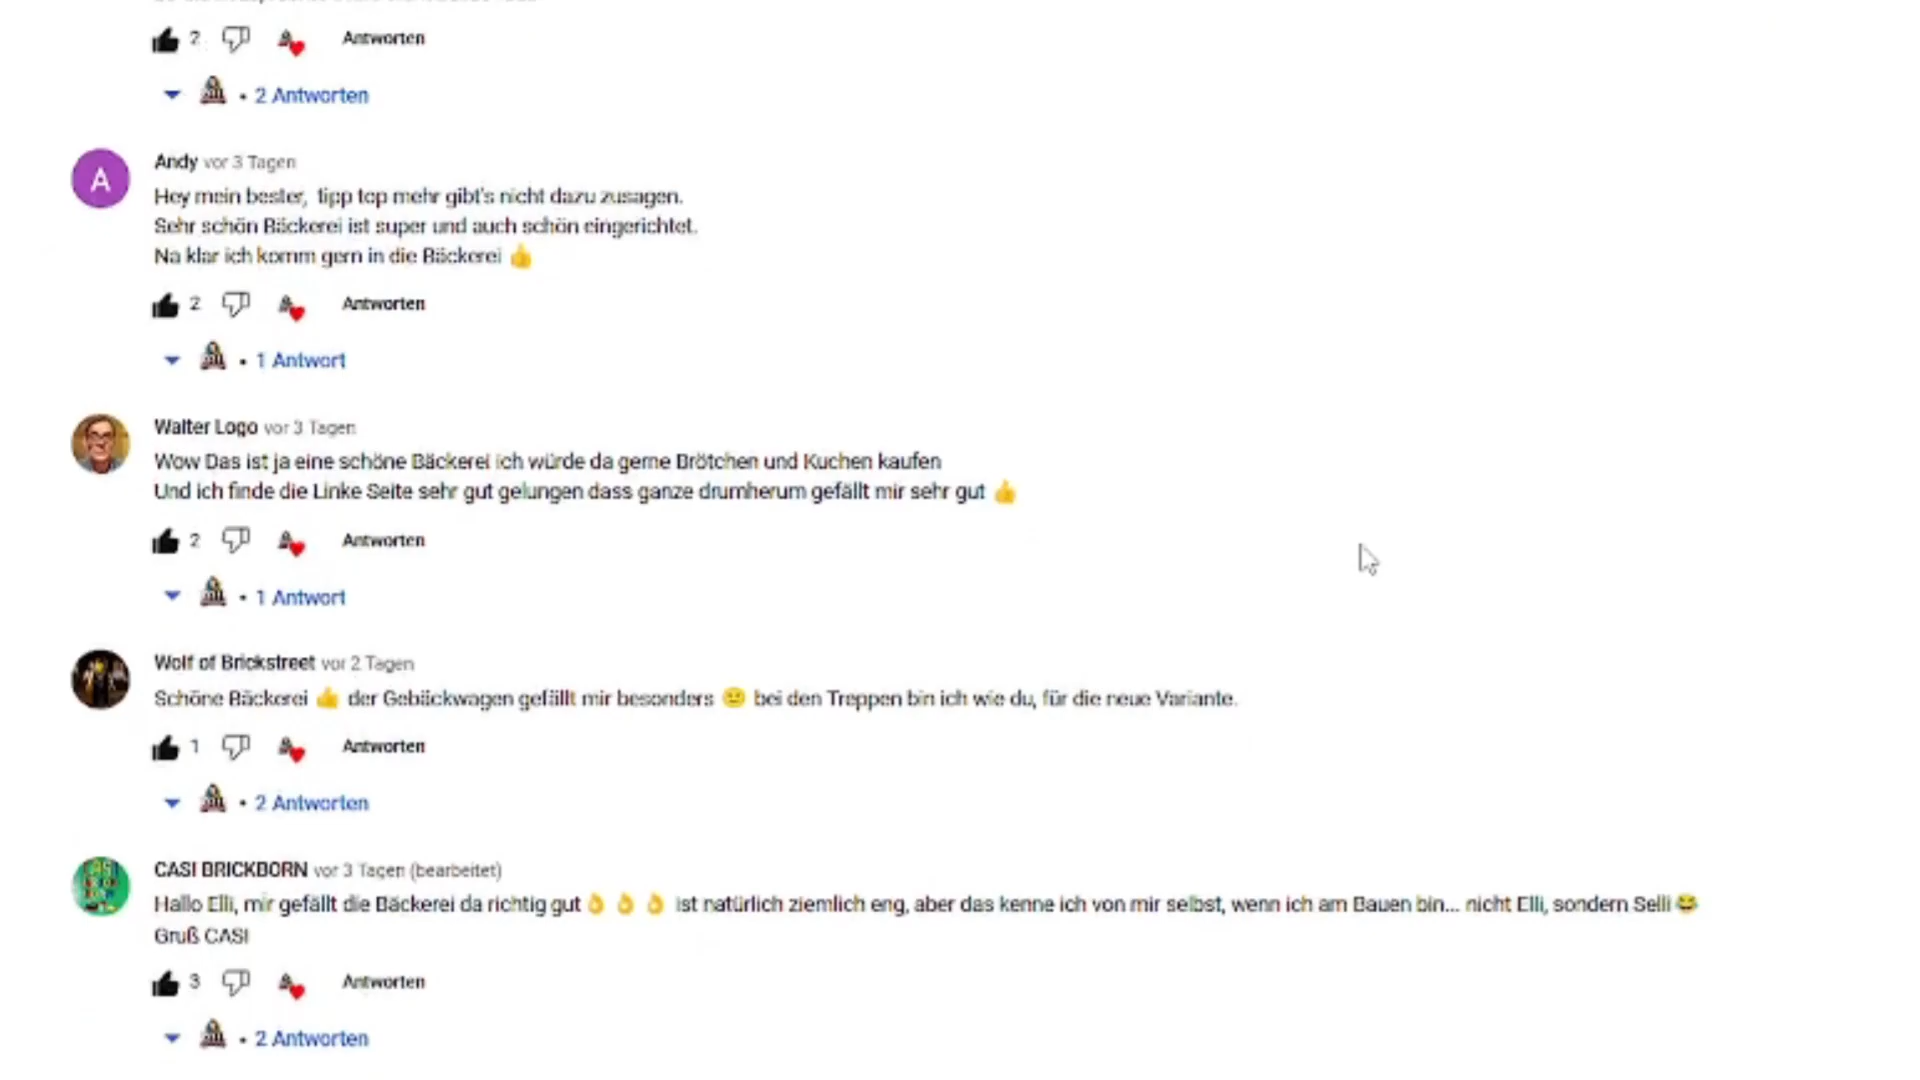 2 Antworten
2 Antworten
Andy vor 3 Tagen
Hey mein bester, tipp top mehr gibt's nicht dazu zusagen.
Sehr schön Bäckerei ist super und auch schön eingerichtet.
Na klar ich komm gern in die Bäckerei 👍
2 Antworten
1 Antwort
Walter Logo vor 3 Tagen
Wow Das ist ja eine schöne Bäckerei ich würde da gerne Brötchen und Kuchen kaufen
Und ich finde die Linke Seite sehr gut gelungen dass ganze drumherum gefällt mir sehr gut 👍
2 Antworten
1 Antwort
Wolf of Brickstreet vor 2 Tagen
Schöne Bäckerei 👍 der Gebäckwagen gefällt mir besonders 🙂 bei den Treppen bin ich wie du, für die neue Variante.
1 Antworten
2 Antworten
CASI BRICKBORN vor 3 Tagen (bearbeitet)
Hallo Elli, mir gefällt die Bäckerei da richtig gut 👌 👌 👌 ist natürlich ziemlich eng, aber das kenne ich von mir selbst, wenn ich am Bauen bin... nicht Elli, sondern Selli 😂
Gruß CASI
3 Antworten
2 Antworten